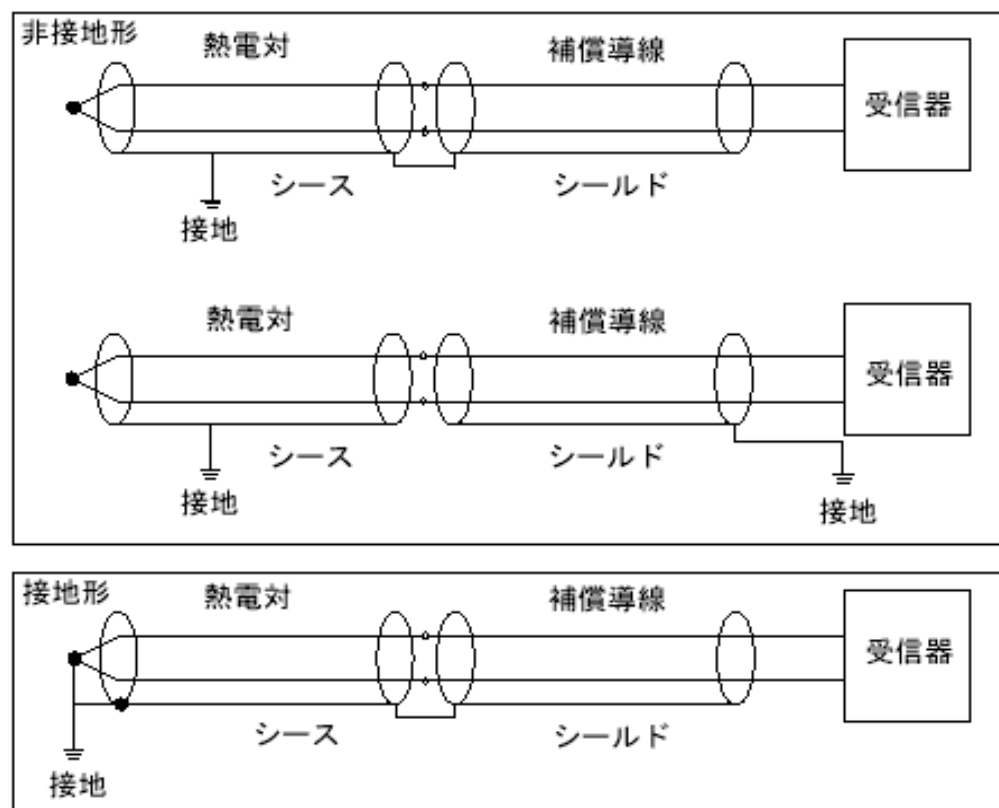 非接地形
熱電対
補償導線
受信器
シース
シールド
接地
熱電対
補償導線
受信器
シース
シールド
接地
接地
接地形
熱電対
補償導線
受信器
シース
シールド
接地